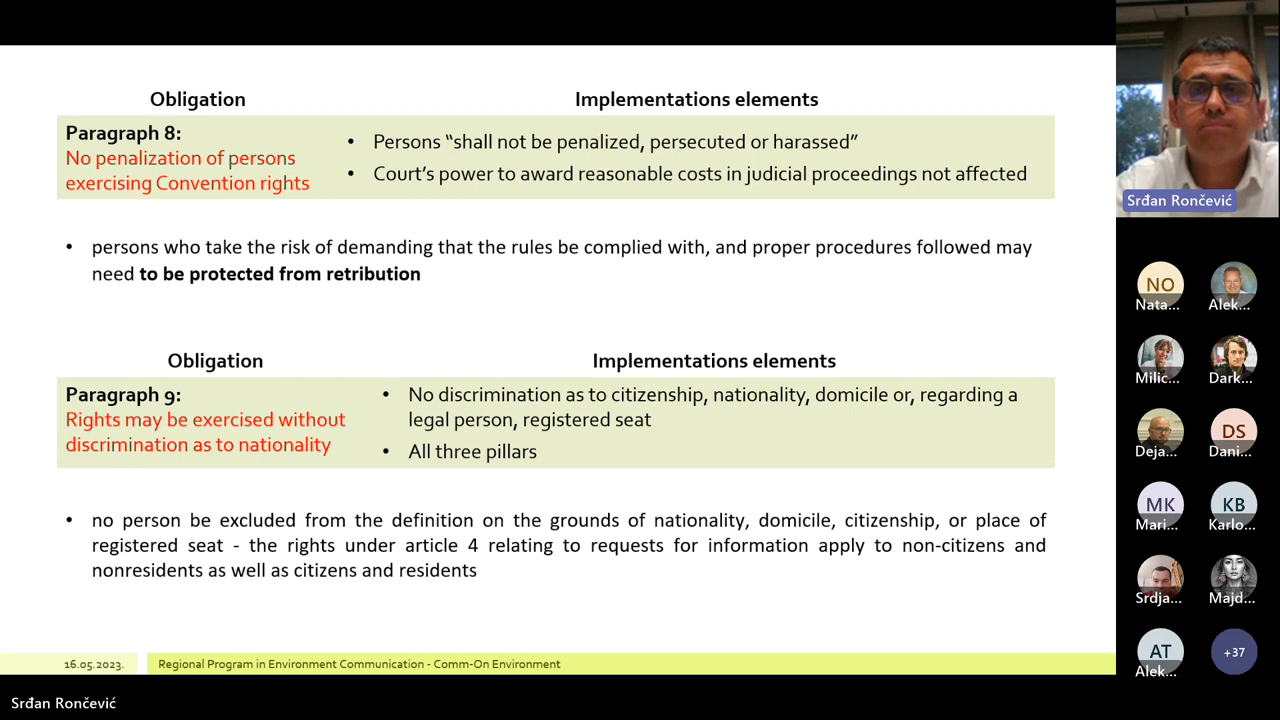 Obligation
Implementations elements
Paragraph 8:
No penalization of persons
exercising Convention rights
• Persons “shall not be penalized, persecuted or harassed”
• Court’s power to award reasonable costs in judicial proceedings not affected
• persons who take the risk of demanding that the rules be complied with, and proper procedures followed may
need to be protected from retribution
Obligation
Implementations elements
Paragraph 9:
Rights may be exercised without
discrimination as to nationality
• No discrimination as to citizenship, nationality, domicile or, regarding a
legal person, registered seat
• All three pillars
• no person be excluded from the definition on the grounds of nationality, domicile, citizenship, or place of
registered seat - the rights under article 4 relating to requests for information apply to non-citizens and
nonresidents as well as citizens and residents
16.05.2023.
Regional Program in Environment Communication - Comm-On Environment
Srđan Rončević
Srđan Rončević
NO
Nata...
Alek...
Milic...
Dark...
Deja...
DS
Dani...
MK
Mari...
KB
Karlo...
Srdja...
Majd...
AT
Alek...
+37